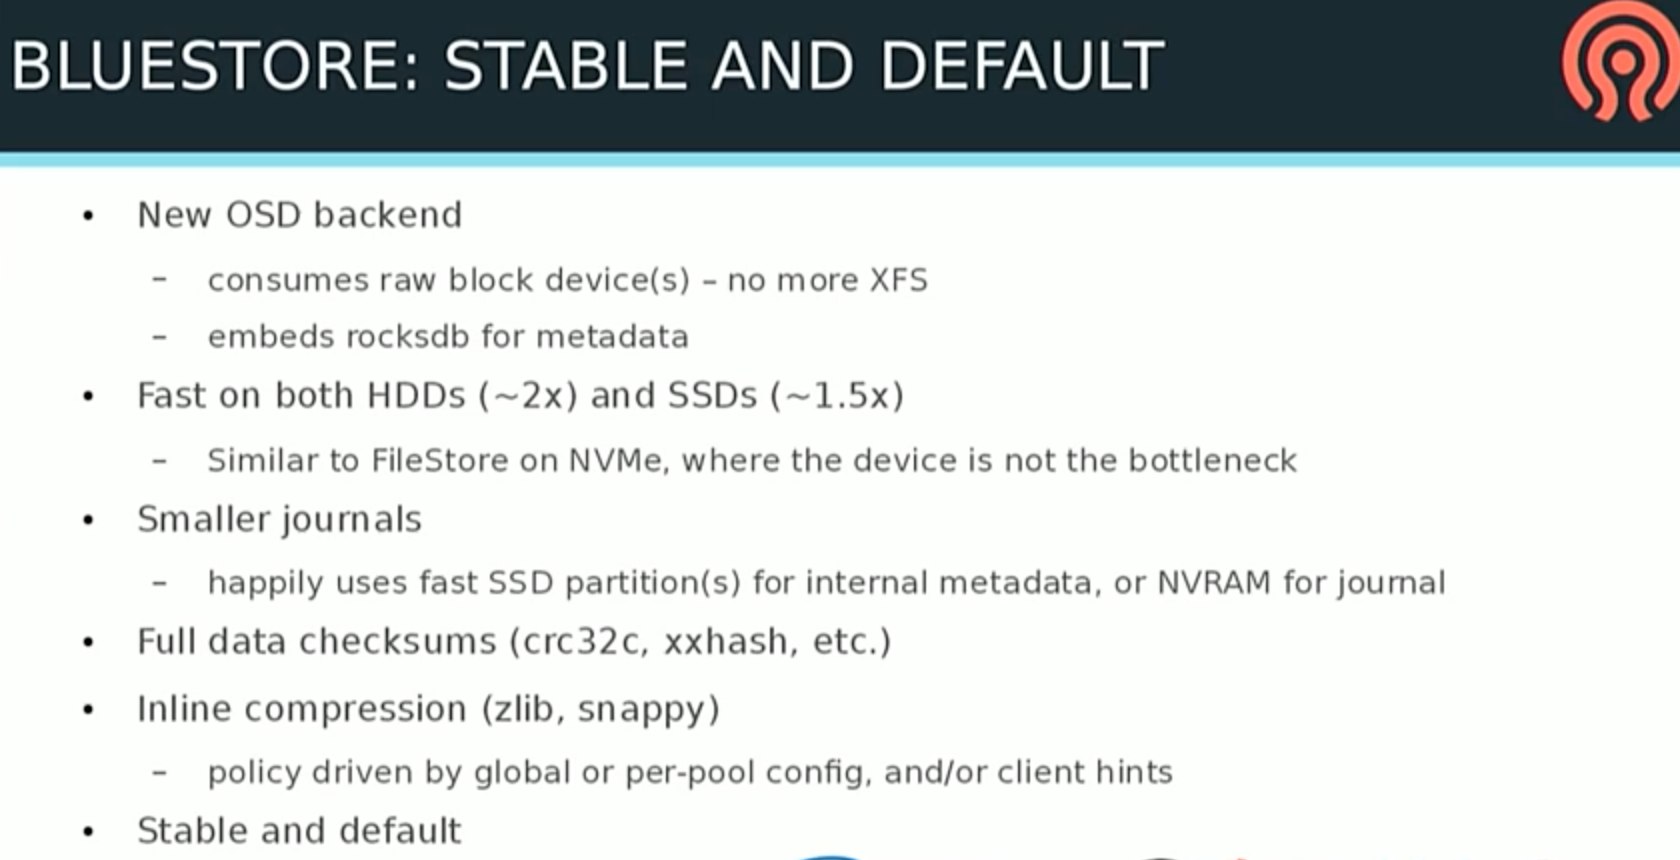 BLUESTORE: STABLE AND DEFAULT
• New OSD backend
– consumes raw block device(s) – no more XFS
– embeds rocksdb for metadata
• Fast on both HDDs (~2x) and SSDs (~1.5x)
– Similar to FileStore on NVMe, where the device is not the bottleneck
• Smaller journals
– happily uses fast SSD partition(s) for internal metadata, or NVRAM for journal
• Full data checksums (crc32c, xxhash, etc.)
• Inline compression (zlib, snappy)
– policy driven by global or per-pool config, and/or client hints
• Stable and default